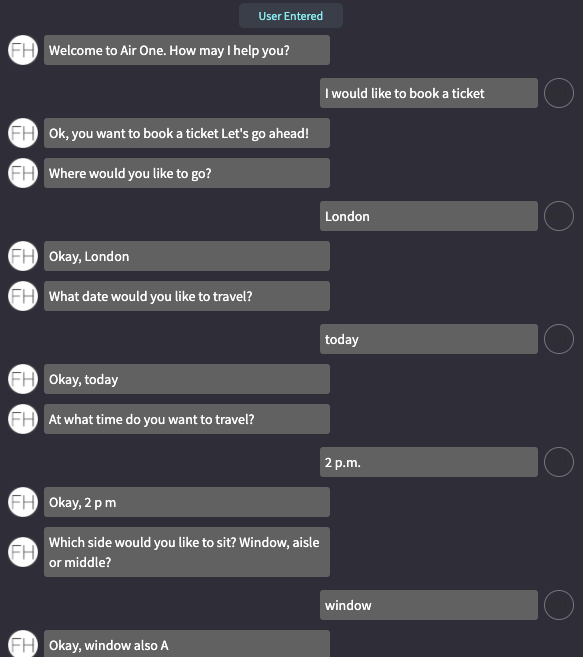 User Entered
FH
Welcome to Air One. How may I help you?
I would like to book a ticket
FH
Ok, you want to book a ticket Let's go ahead!
FH
Where would you like to go?
London
FH
Okay, London
FH
What date would you like to travel?
today
FH
Okay, today
FH
At what time do you want to travel?
2 p.m.
FH
Okay, 2 p m
FH
Which side would you like to sit? Window, aisle
or middle?
window
FH
Okay, window also A